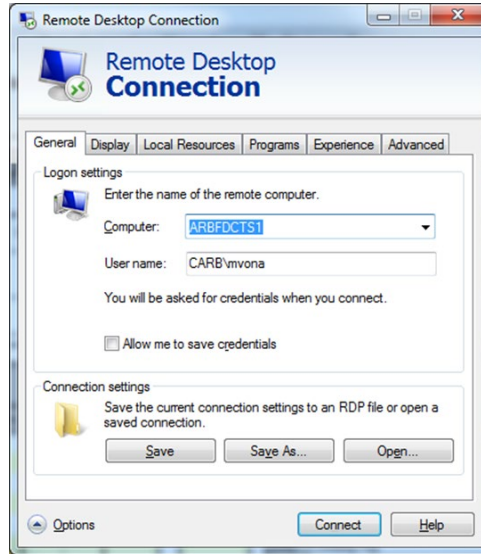 Remote Desktop Connection
Remote Desktop
Connection
General Display Local Resources Programs Experience Advanced
Logon settings
Enter the name of the remote computer.
Computer: ARBFDCTS1
User name: CARB\mvona
You will be asked for credentials when you connect.
Allow me to save credentials
Connection settings
Save the current connection settings to an RDP file or open a
saved connection.
Save Save As... Open...
Options Connect Help